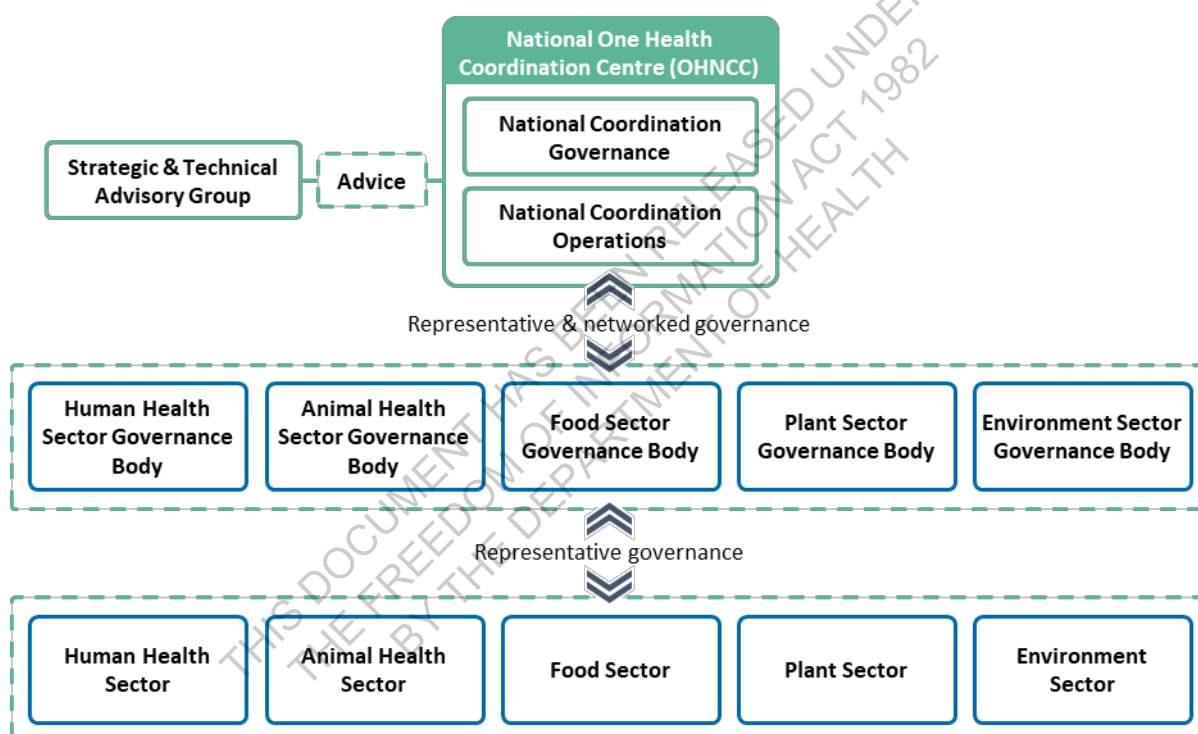 National One Health
Coordination Centre (OHNCC)
National Coordination
Governance
Strategic & Technical
Advisory Group
Advice
National Coordination
Operations
Representative & networked governance
Human Health
Sector Governance
Body
Animal Health
Sector Governance
Body
Food Sector
Governance Body
Plant Sector
Governance Body
Environment Sector
Governance Body
Representative governance
Human Health
Sector
Animal Health
Sector
Food Sector
Plant Sector
Environment
Sector
THIS DOCUMENT HAS BEEN RELEASED UNDER
THE FREEDOM OF INFORMATION ACT 1982
BY THE DEPARTMENT OF HEALTH